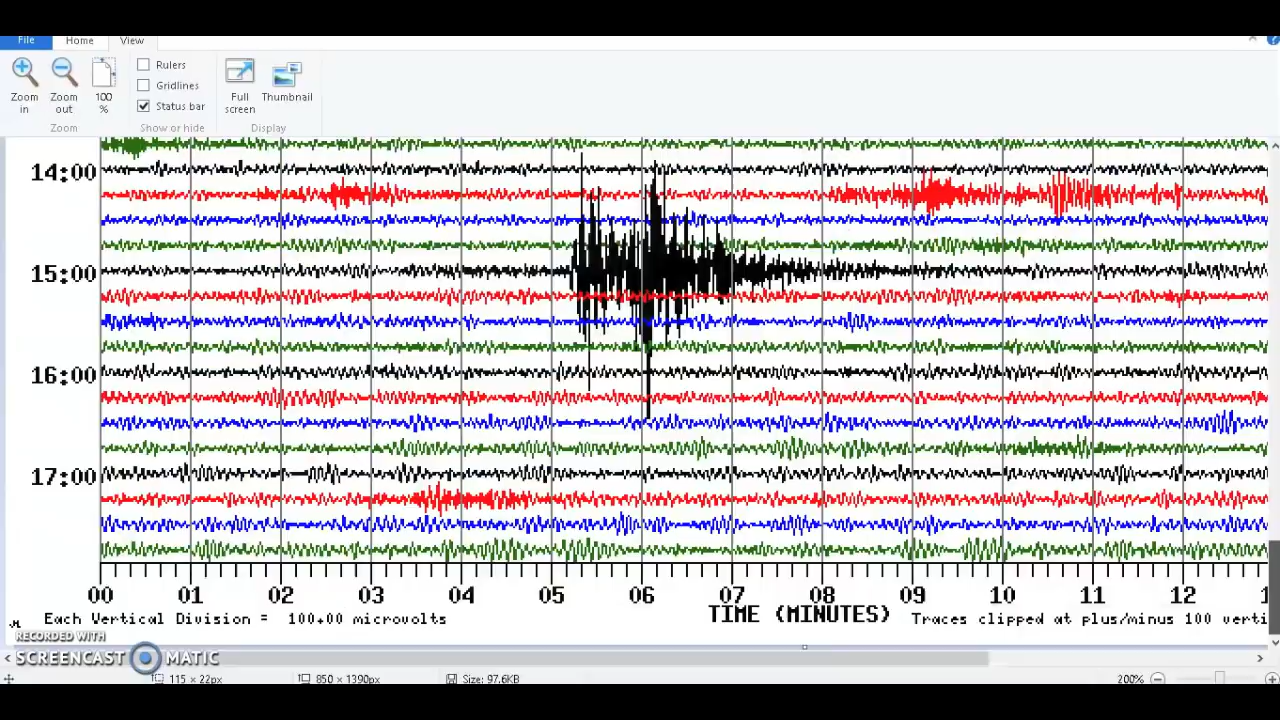 File Home View
Zoom in
Zoom out
100 %
Rulers
Gridlines
Status bar
Full screen
Thumbnail
Zoom
Show or hide
Display
14:00
15:00
16:00
17:00
00 01 02 03 04 05 06 07 08 09 10 11 12
TIME (MINUTES)
Each Vertical Division = 100+00 microvolts
Traces clipped at plus/minus 100 verti
RECORDED WITH
SCREENCAST MATIC
115 × 22px
850 × 1390px
Size: 97.6KB
200%